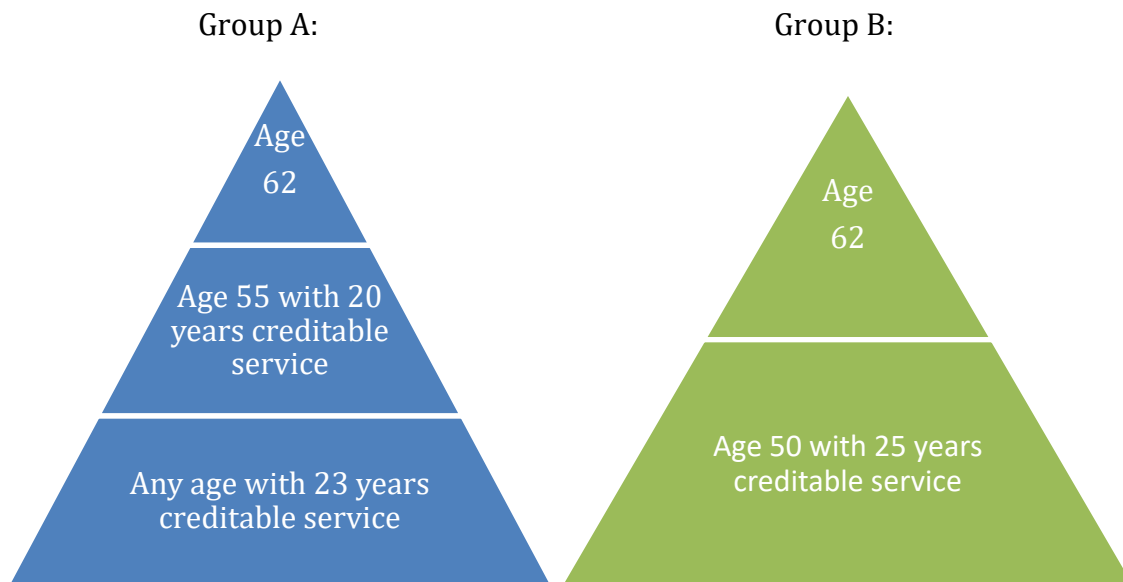 Group A:
Age
62
Age 55 with 20
years creditable
service
Any age with 23 years
creditable service
Group B:
Age
62
Age 50 with 25 years
creditable service